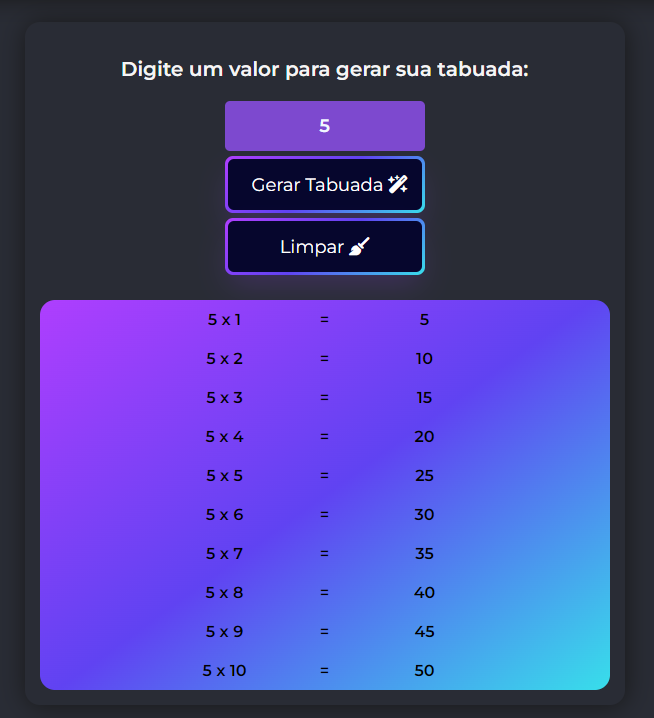 Digite um valor para gerar sua tabuada:
5
Gerar Tabuada
Limpar
5 x 1 = 5
5 x 2 = 10
5 x 3 = 15
5 x 4 = 20
5 x 5 = 25
5 x 6 = 30
5 x 7 = 35
5 x 8 = 40
5 x 9 = 45
5 x 10 = 50